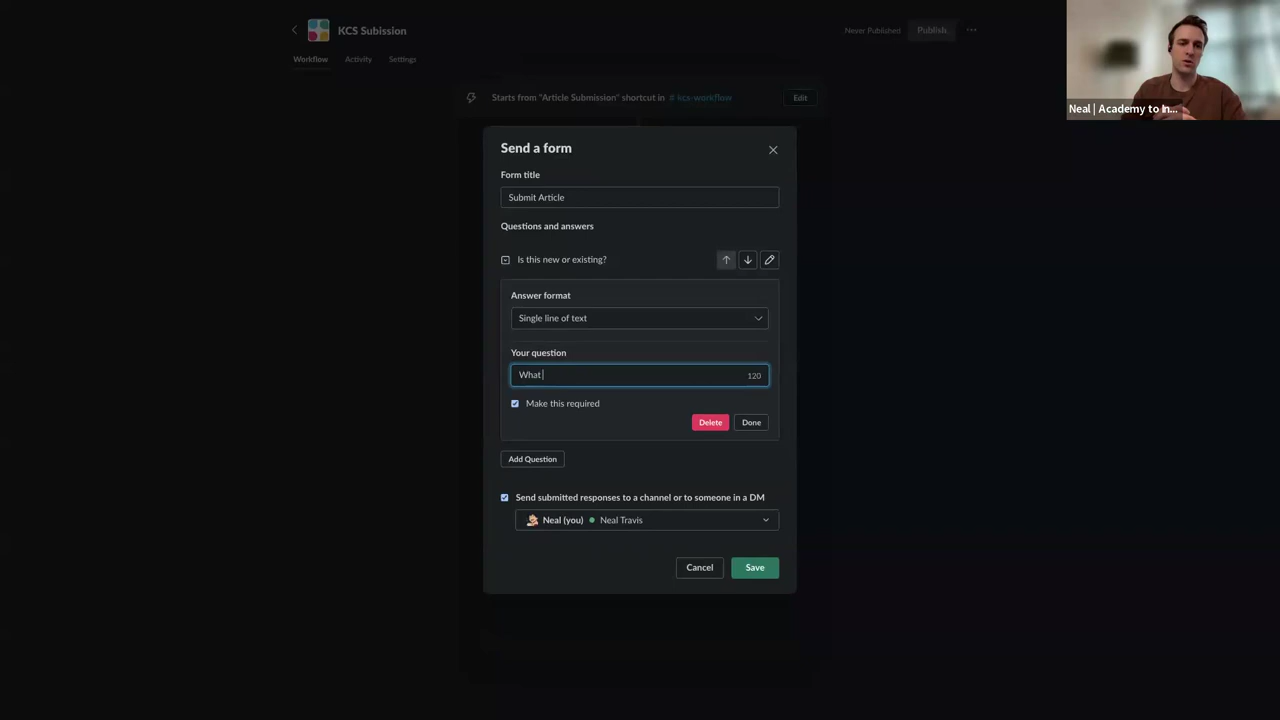 KCS Subission
Never Published
Publish
Workflow
Activity
Settings
Starts from "Article Submission" shortcut in # kcs-workflow
Edit
Neal | Academy to In...
Send a form
Form title
Submit Article
Questions and answers
Is this new or existing?
Answer format
Single line of text
Your question
What
120
Make this required
Delete
Done
Add Question
Send submitted responses to a channel or to someone in a DM
Neal (you) Neal Travis
Cancel
Save